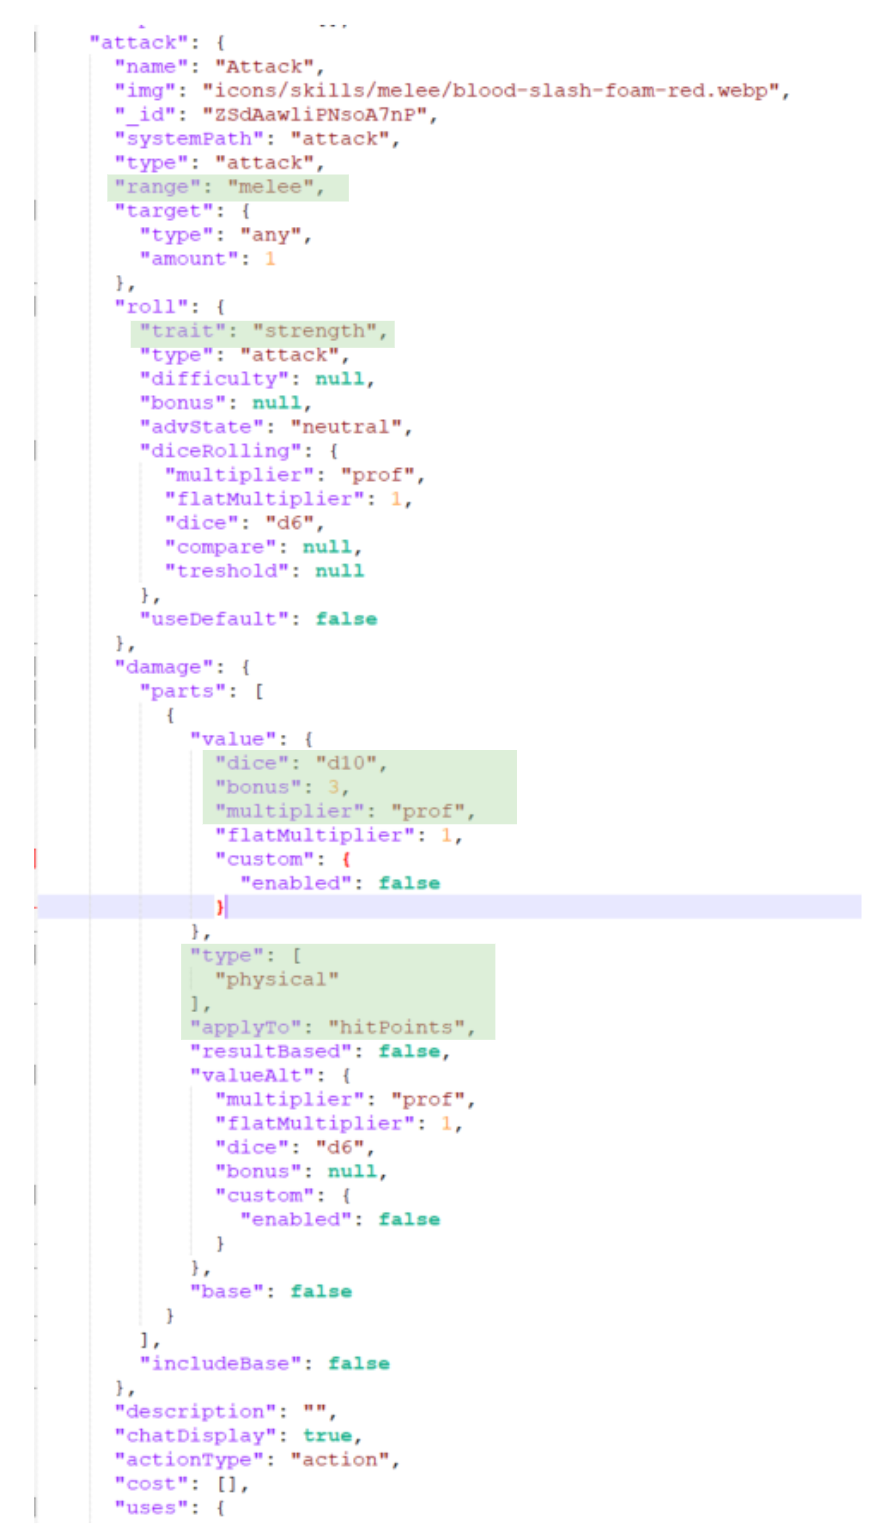 "attack": {
"name": "Attack",
"img": "icons/skills/melee/blood-slash-foam-red.webp",
"_id": "ZSdAawliPNsoA7nP",
"systemPath": "attack",
"type": "attack",
"range": "melee",
"target": {
"type": "any",
"amount": 1
},
"roll": {
"trait": "strength",
"type": "attack",
"difficulty": null,
"bonus": null,
"advState": "neutral",
"diceRolling": {
"multiplier": "prof",
"flatMultiplier": 1,
"dice": "d6",
"compare": null,
"treshold": null
},
"useDefault": false
},
"damage": {
"parts": [
{
"value": {
"dice": "d10",
"bonus": 3,
"multiplier": "prof",
"flatMultiplier": 1,
"custom": {
"enabled": false
}
},
"type": [
"physical"
],
"applyTo": "hitPoints",
"resultBased": false,
"valueAlt": {
"multiplier": "prof",
"flatMultiplier": 1,
"dice": "d6",
"bonus": null,
"custom": {
"enabled": false
}
},
"base": false
}
],
"includeBase": false
},
"description": "",
"chatDisplay": true,
"actionType": "action",
"cost": [],
"uses": {